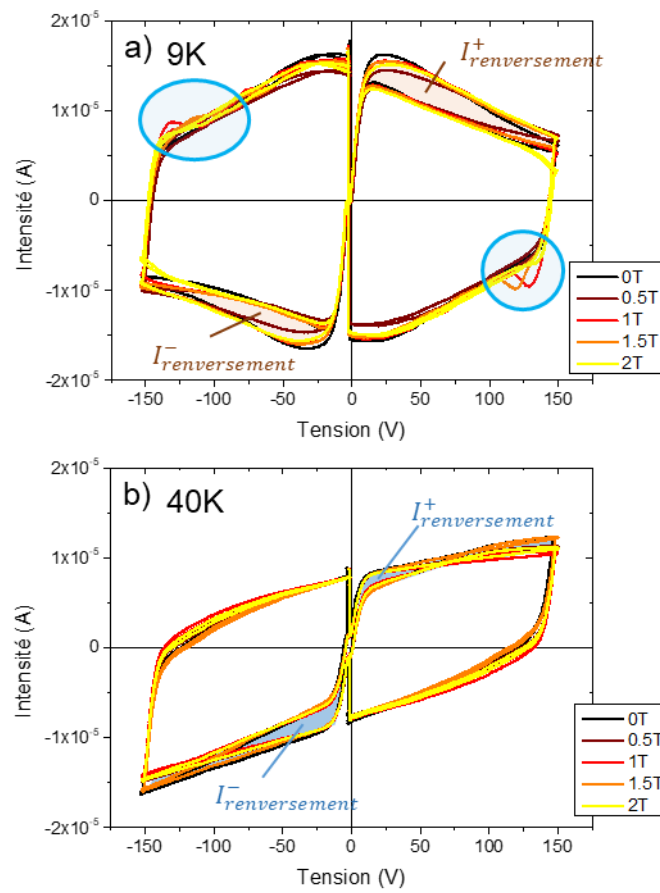 a) 9K
I⁺renversement
2x10⁻⁵
1x10⁻⁵
0
-1x10⁻⁵
-2x10⁻⁵
Intensité (A)
I⁻renversement
0T
0.5T
1T
1.5T
2T
-150 -100 -50 0 50 100 150
Tension (V)
b) 40K
I⁺renversement
2x10⁻⁵
1x10⁻⁵
0
-1x10⁻⁵
-2x10⁻⁵
Intensité (A)
I⁻renversement
0T
0.5T
1T
1.5T
2T
-150 -100 -50 0 50 100 150
Tension (V)